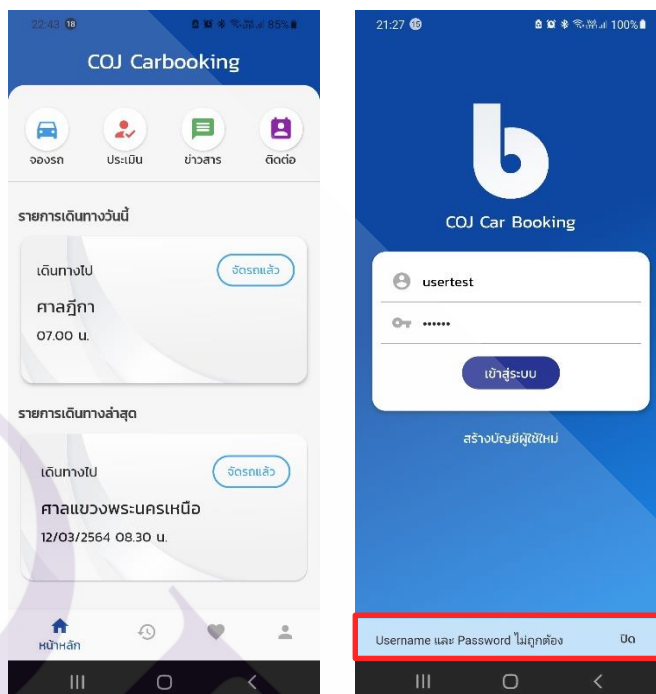 22:43 18 85%
COJ Carbooking
จองรถ ประเมิน ข่าวสาร ติดต่อ
รายการเดินทางวันนี้
เดินทางไป จัดรถแล้ว
ศาลฎีกา
07.00 น.
รายการเดินทางล่าสุด
เดินทางไป จัดรถแล้ว
ศาลแขวงพระนครเหนือ
12/03/2564 08.30 น.
หน้าหลัก
21:27 15 100%
b
COJ Car Booking
usertest
••••••
เข้าสู่ระบบ
สร้างบัญชีผู้ใช้ใหม่
Username และ Password ไม่ถูกต้อง ปิด